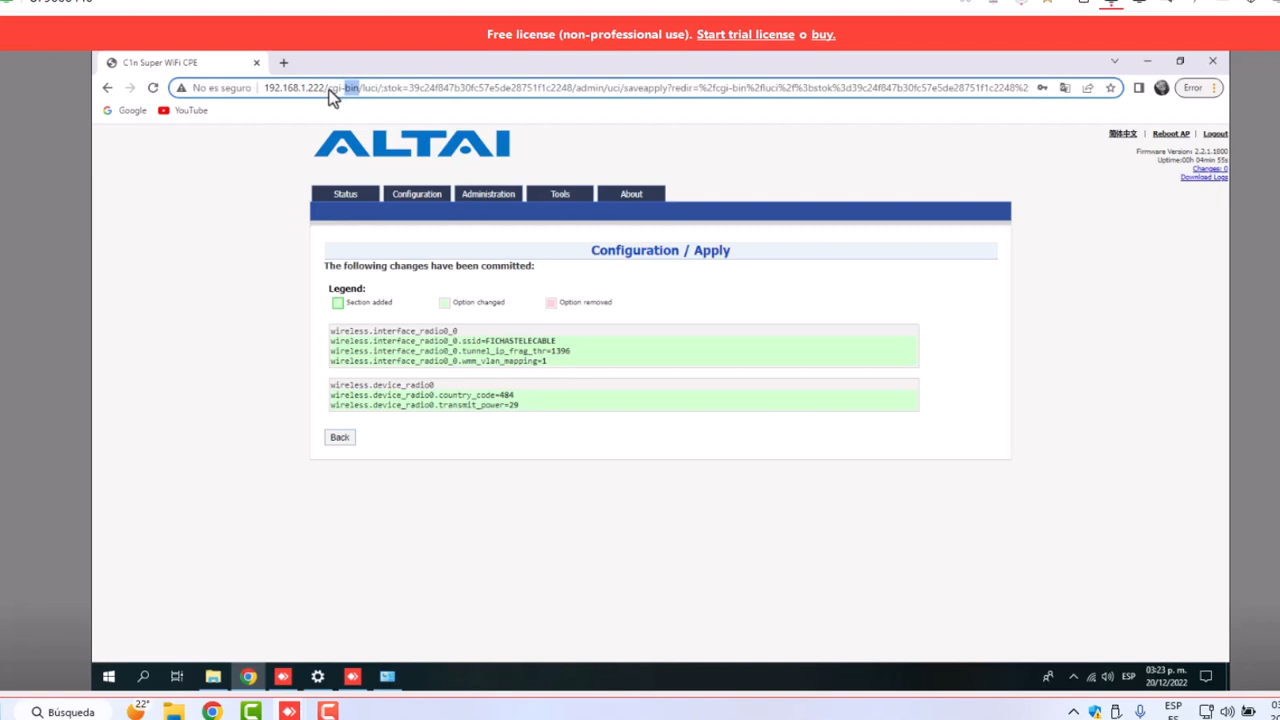 Free license (non-professional use). Start trial license o buy.
C1n Super WiFi CPE
No es seguro
192.168.1.222/cgi-bin/luci/;stok=39c24f847b30fc57e5de28751f1c2248/admin/uci/saveapply?redir=%2fcgi-bin%2fluci%2f%3bstok%3d39c24f847b30fc57e5de28751f1c2248%2
Error
Google
YouTube
ALTAI
简体中文 | Reboot AP | Logout
Firmware Version: 2.2.1.1800
Uptime:00h 04min 55s
Changes: 0
Download Logs
Status
Configuration
Administration
Tools
About
Configuration / Apply
The following changes have been committed:
Legend:
Section added
Option changed
Option removed
wireless.interface_radio0_0
wireless.interface_radio0_0.ssid=FICHASTELECABLE
wireless.interface_radio0_0.tunnel_ip_frag_thr=1396
wireless.interface_radio0_0.wmm_vlan_mapping=1
wireless.device_radio0
wireless.device_radio0.country_code=484
wireless.device_radio0.transmit_power=29
Back
ESP
03:23 p. m.
20/12/2022
Búsqueda
22°
ESP